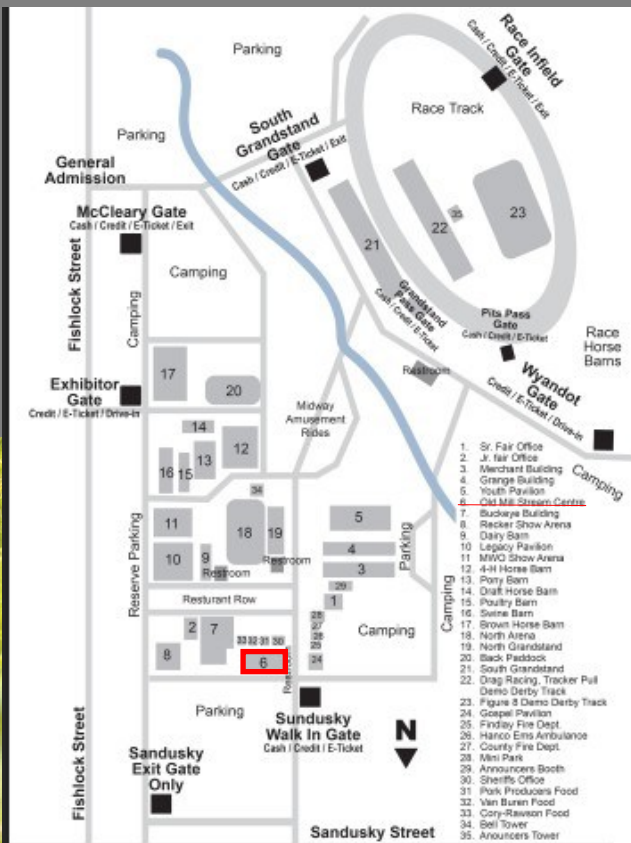 Parking
Race Infield
Gate
Cash / Credit / E-Ticket / Exit
Race Track
Parking
South
Grandstand
Gate
Cash / Credit / E-Ticket / Exit
General
Admission
McCleary Gate
Cash / Credit / E-Ticket / Exit
Camping
Fishlock Street
Camping
35
22
23
21
Grandstand
Pass Gate
Cash / Credit / E-Ticket
Pits Pass
Gate
Cash / Credit / E-Ticket
Race
Horse
Barns
Restroom
Wyandot
Gate
Credit / E-Ticket / Drive-in
Camping
Exhibitor
Gate
Credit / E-Ticket / Drive-in
17
20
Midway
Amusement
Rides
14
12
13
16
15
34
11
18
19
10
9
Restroom
Restroom
Reserve Parking
5
4
3
29
1
Parking
Camping
Resturant Row
2
7
8
33 32 31 30
6
Restroom
28
27
26
25
24
Camping
Parking
Sundusky
Walk In Gate
Cash / Credit / E-Ticket
N
Sandusky
Exit Gate
Only
Fishlock Street
Sandusky Street
1. Sr. Fair Office
2. Jr. fair Office
3. Merchant Building
4. Grange Building
5. Youth Pavilion
6. Old Mill Stream Centre
7. Buckeye Building
8. Recker Show Arena
9. Dairy Barn
10 Legacy Pavilion
11 MWO Show Arena
12. 4-H Horse Barn
13. Pony Barn
14. Draft Horse Barn
15. Poultry Barn
16. Swine Barn
17. Brown Horse Barn
18. North Arena
19. North Grandstand
20. Back Paddock
21. South Grandstand
22. Drag Racing, Tracker Pull
Demo Derby Track
23. Figure 8 Demo Derby Track
24. Gospel Pavilion
25. Findlay Fire Dept.
26. Hanco Ems Ambulance
27. County Fire Dept.
28. Mini Park
29. Announcers Booth
30. Sheriffs Office
31 Pork Producers Food
32. Van Buren Food
33. Cory-Rawson Food
34. Bell Tower
35. Anouncers Tower